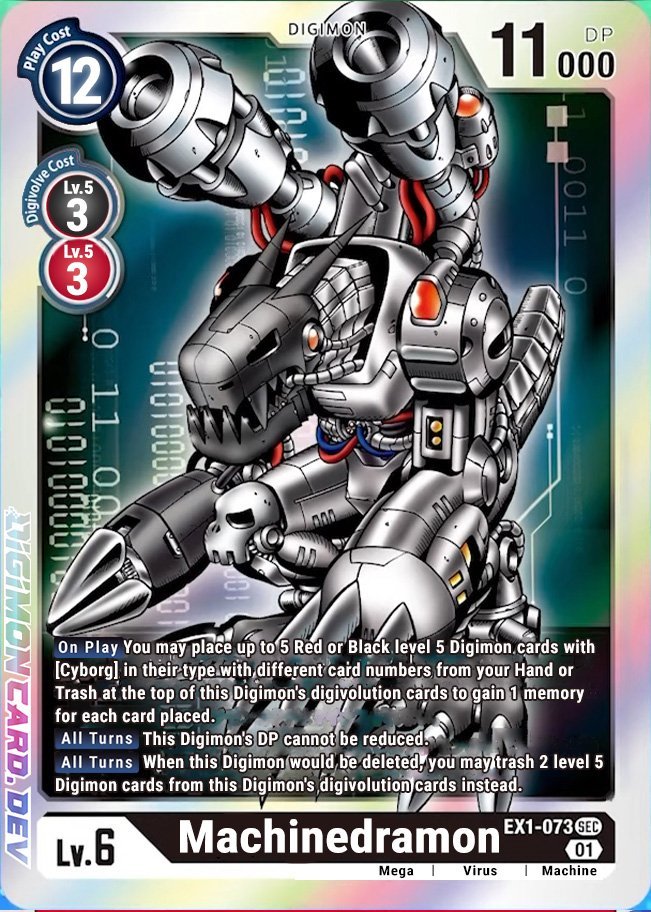 DIGIMON
Play Cost
12
DP
11000
Digivolve Cost
Lv.5
3
Lv.5
3
On Play You may place up to 5 Red or Black level 5 Digimon cards with
[Cyborg] in their type with different card numbers from your Hand or
Trash at the top of this Digimon's digivolution cards to gain 1 memory
for each card placed.
All Turns This Digimon's DP cannot be reduced.
All Turns When this Digimon would be deleted, you may trash 2 level 5
Digimon cards from this Digimon's digivolution cards instead.
DIGIMONCARD.DEV
Lv.6
Machinedramon
EX1-073 SEC
01
Mega | Virus | Machine